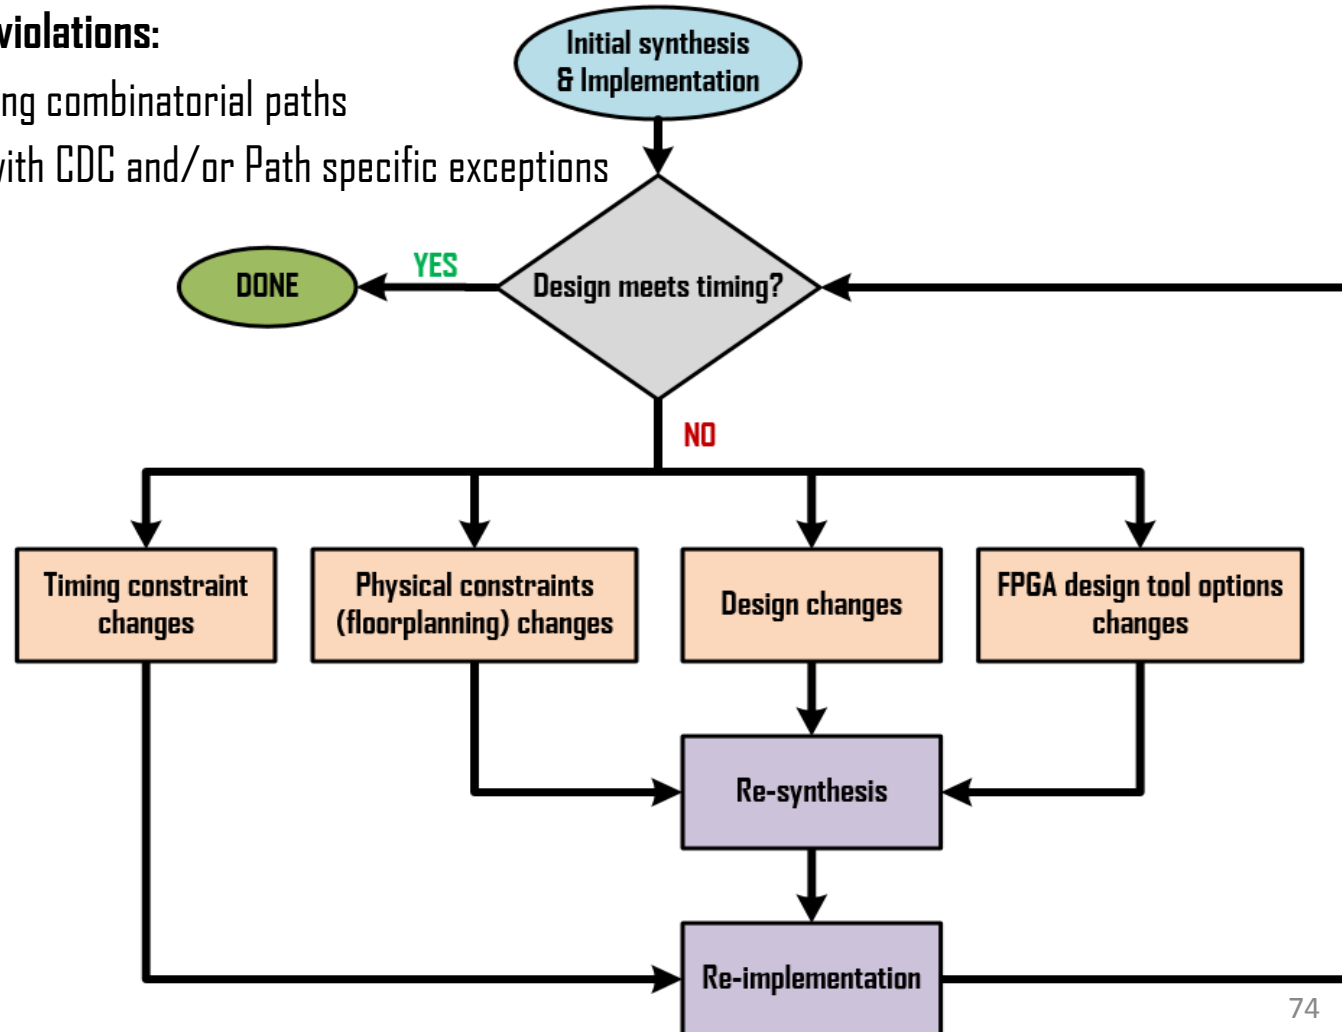 violations:
ng combinatorial paths
with CDC and/or Path specific exceptions
Initial synthesis
& Implementation
Design meets timing?
YES
DONE
NO
Timing constraint
changes
Physical constraints
(floorplanning) changes
Design changes
FPGA design tool options
changes
Re-synthesis
Re-implementation
74